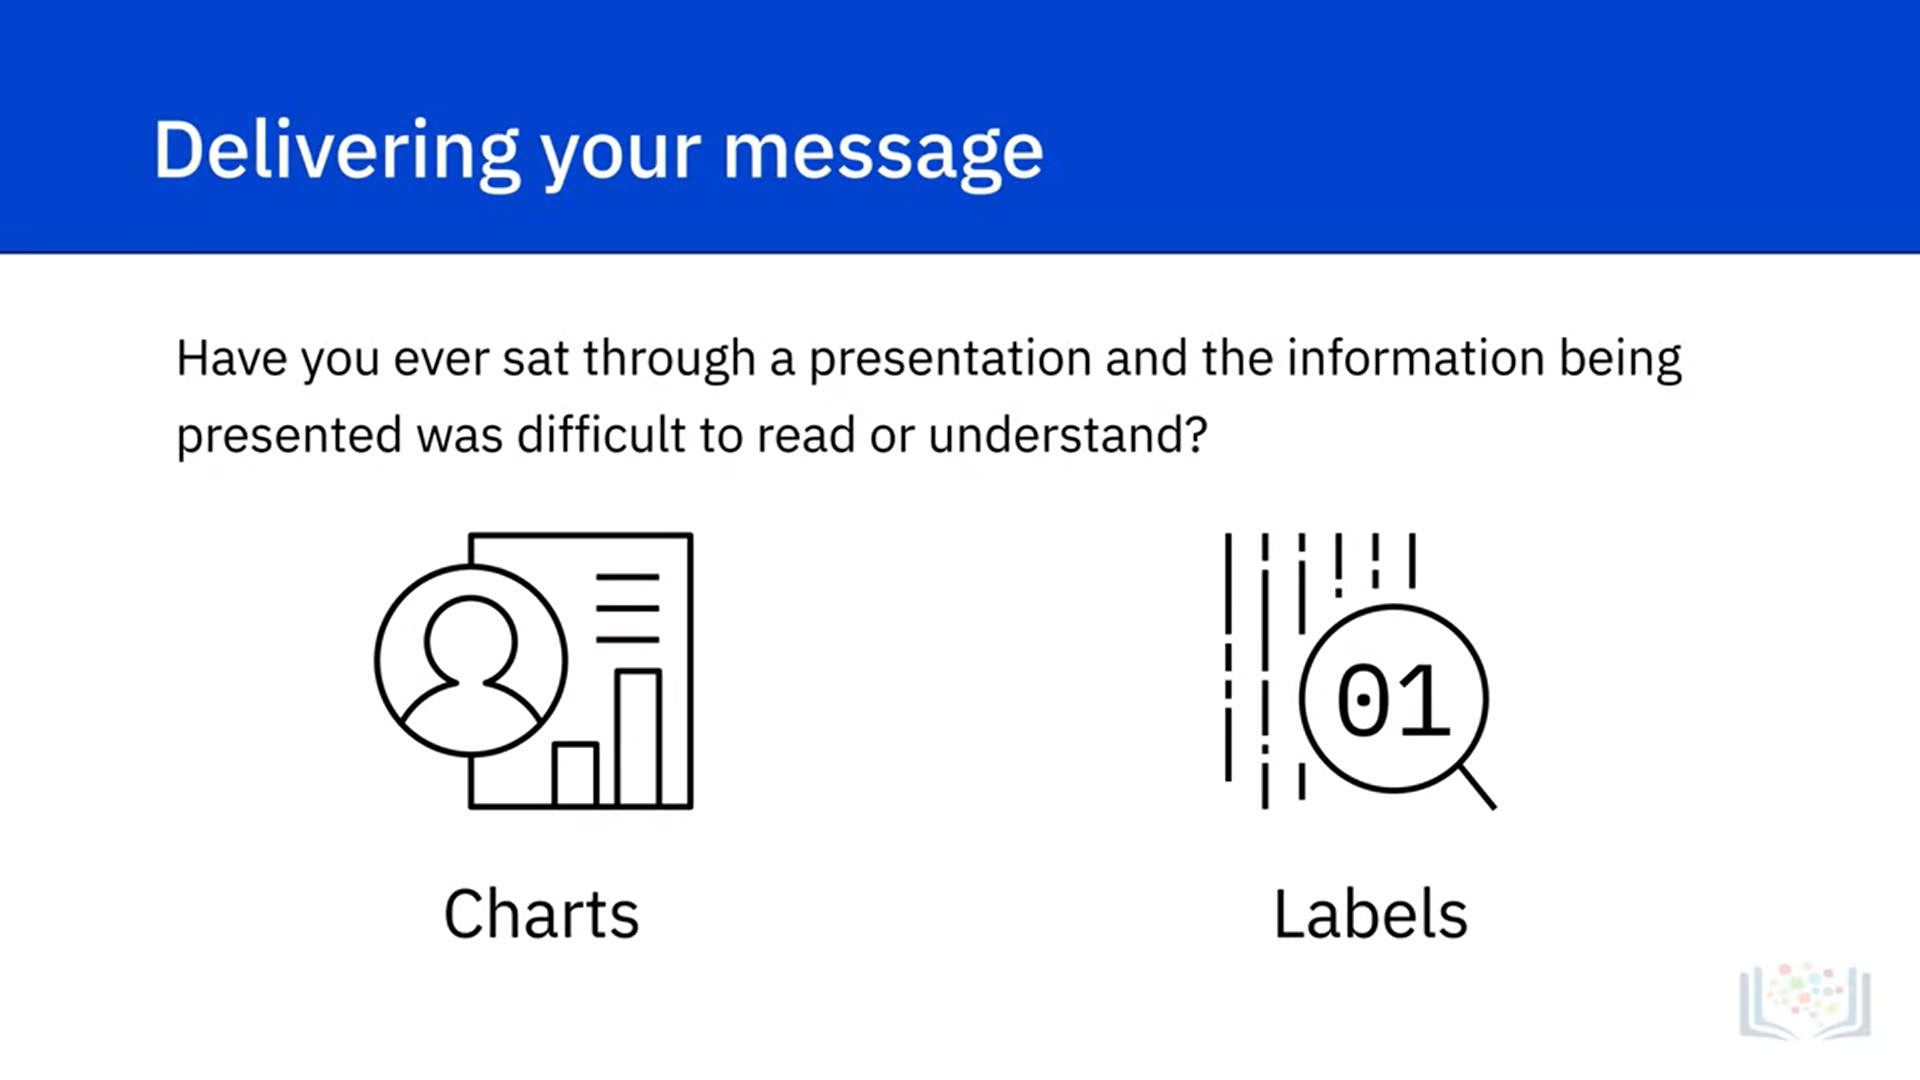 Delivering your message
Have you ever sat through a presentation and the information being
presented was difficult to read or understand?
01
Charts
Labels